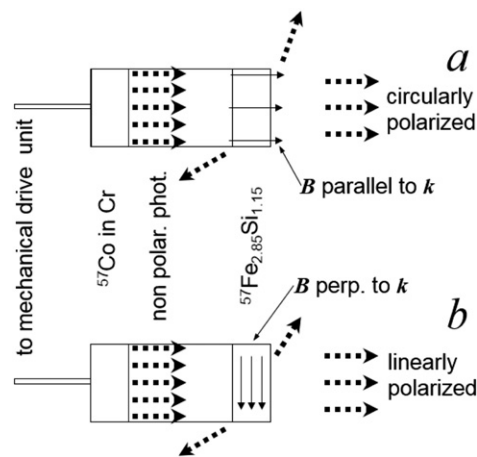 a
circularly
polarized
B parallel to k
to mechanical drive unit
57Co in Cr
non polar. phot.
57Fe2.85Si1.15
B perp. to k
b
linearly
polarized